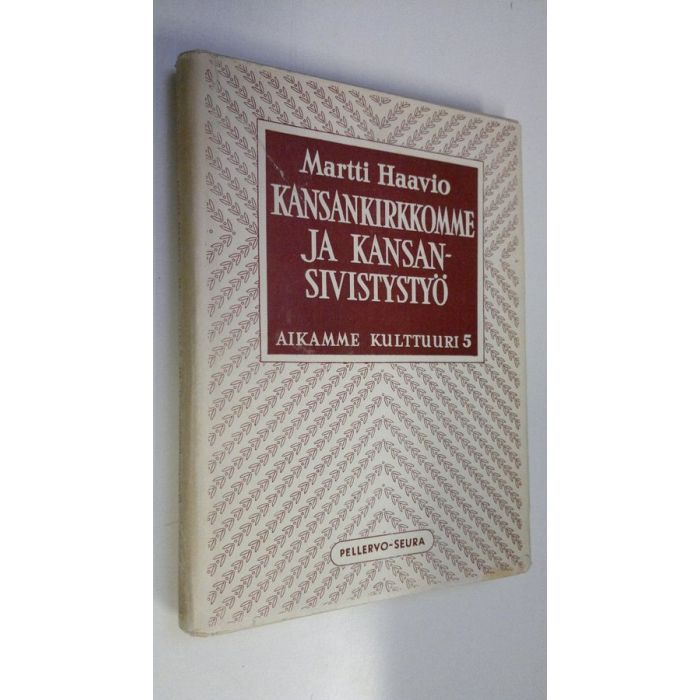 Martti Haavio
KANSANKIRKKOMME
JA KANSAN-
SIVISTYSTYÖ
AIKAMME KULTTUURI 5
PELLERVO-SEURA